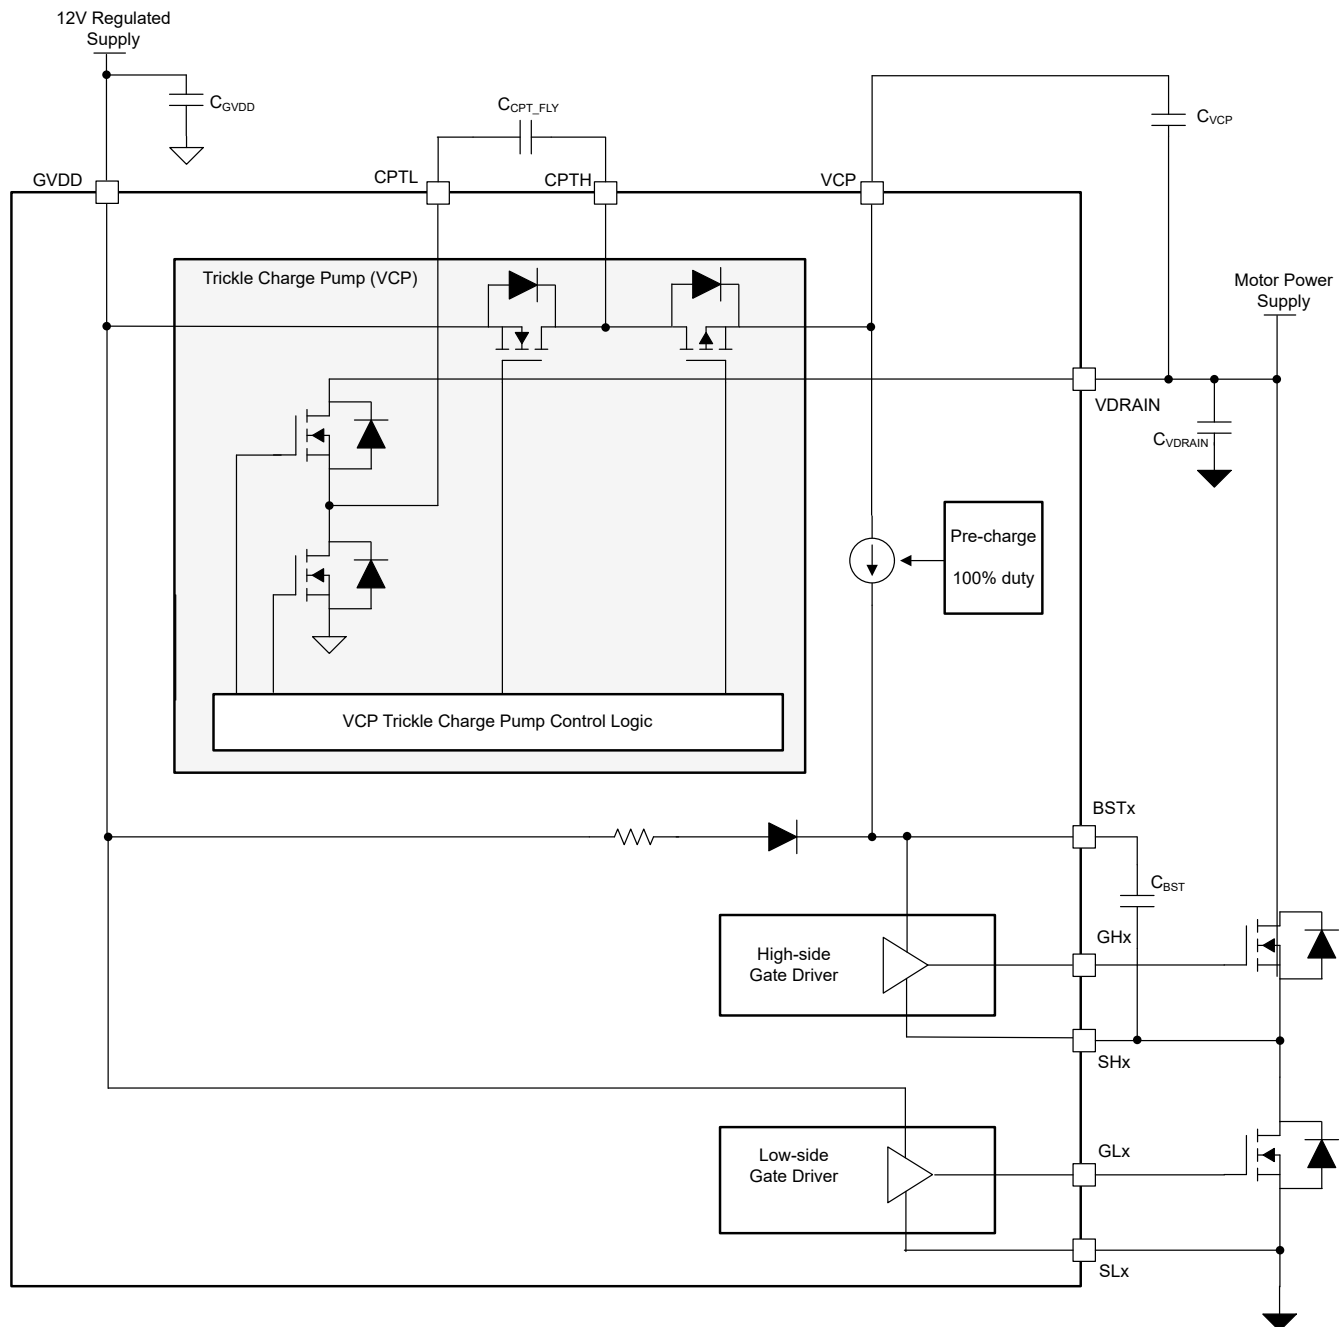 12V Regulated
Supply
CGVDD
CCPT_FLY
CVCP
GVDD
CPTL
CPTH
VCP
Trickle Charge Pump (VCP)
Motor Power
Supply
VDRAIN
CVDRAIN
Pre-charge
100% duty
VCP Trickle Charge Pump Control Logic
BSTx
CBST
High-side
Gate Driver
GHx
SHx
Low-side
Gate Driver
GLx
SLx